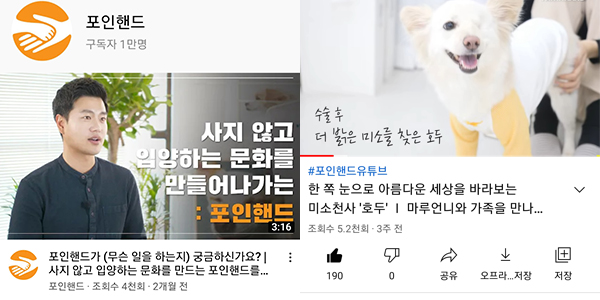 포인핸드
구독자 1만명
사지 않고
입양하는 문화를
만들어나가는
: 포인핸드
3:16
포인핸드가 (무슨 일을 하는지) 궁금하신가요? |
사지 않고 입양하는 문화를 만드는 포인핸드를...
포인핸드 · 조회수 4천회 · 2개월 전
수술 후
더 밝은 미소를 찾은 호두
#포인핸드유튜브
한 쪽 눈으로 아름다운 세상을 바라보는
미소천사 '호두' ㅣ 마루언니와 가족을 만나...
조회수 5.2천회 · 3주 전
190
0
공유
오프라...저장
저장